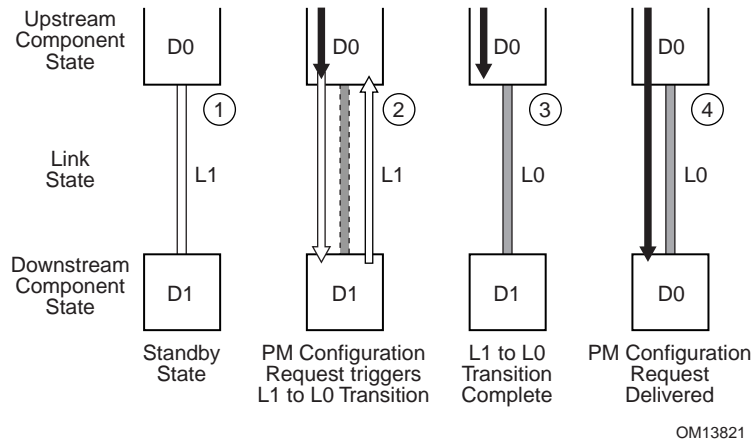 Upstream
Component
State
D0
D0
D0
D0
1
2
3
4
Link
State
L1
L1
L0
L0
Downstream
Component
State
D1
D1
D1
D0
Standby
State
PM Configuration
Request triggers
L1 to L0 Transition
L1 to L0
Transition
Complete
PM Configuration
Request
Delivered
OM13821